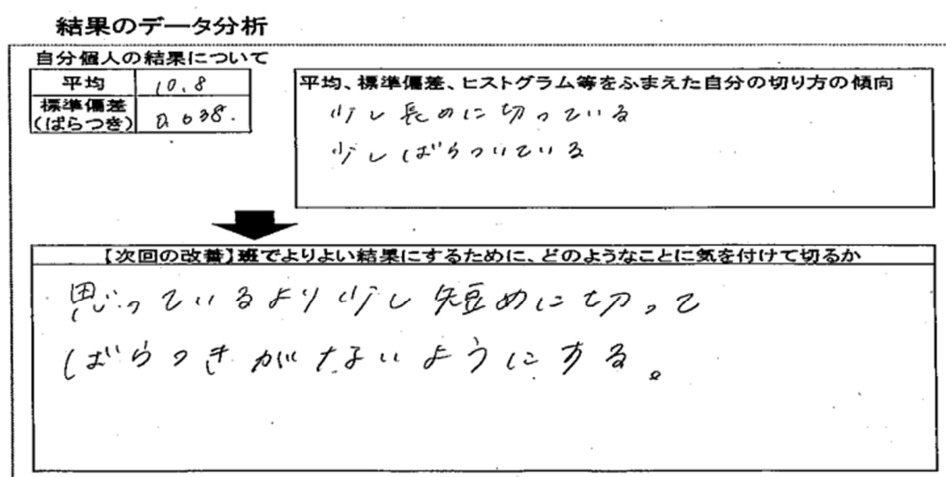 結果のデータ分析
自分個人の結果について
平均 10.8
標準偏差
(ばらつき) 0.038.
平均、標準偏差、ヒストグラム等をふまえた自分の切り方の傾向
少し長めに切っている
少しばらついている
【次回の改善】班でよりよい結果にするために、どのようなことに気を付けて切るか
思っているより少し短めに切って
ばらつきがないようにする。